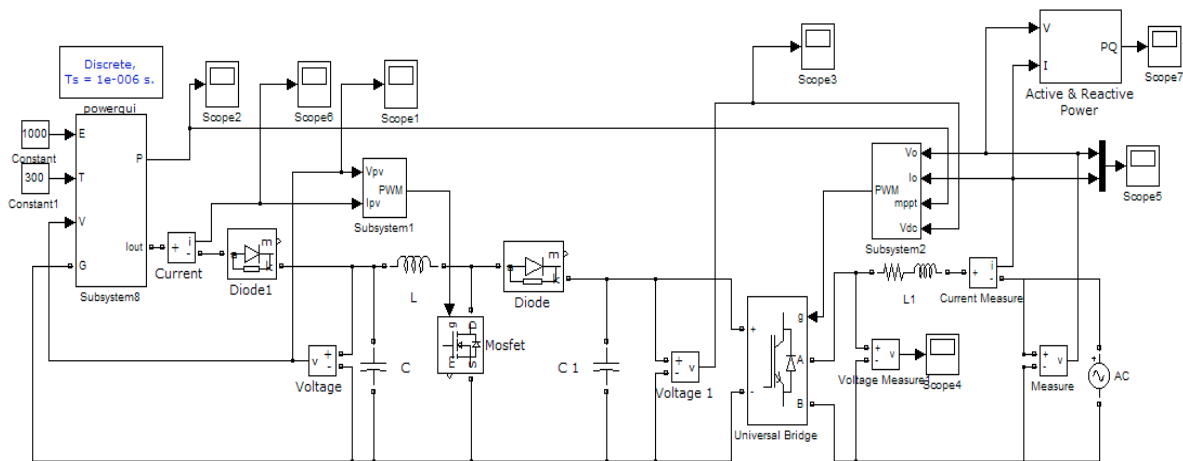 Discrete,
Ts = 1e-006 s.
powergui
Scope2
Scope6
Scope1
Scope3
V
I
PQ
Scope7
Active & Reactive
Power
1000
Constant
300
Constant1
E
T
V
G
P
Iout
Subsystem8
+
-
i
Current
a
m
k
Diode1
Vpv
Ipv
PWM
Subsystem1
L
a
m
k
Diode
g
D
m
S
Mosfet
+
-
v
Voltage
C
C 1
+
-
v
Voltage 1
+
-
g
A
B
Universal Bridge
PWM
Vo
Io
mppt
Vdc
Subsystem2
Scope5
L1
+
i
-
Current Measure
+
-
v
Voltage Measure1
Scope4
+
-
v
Measure
+
AC